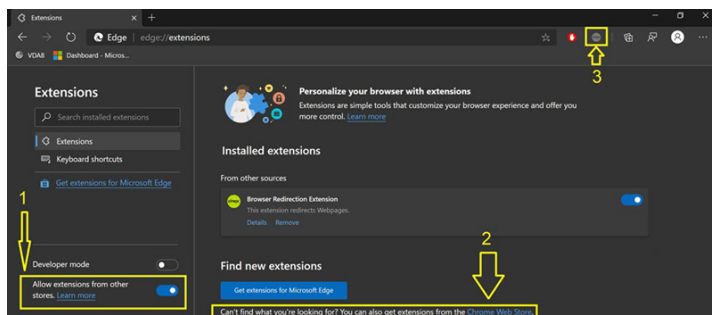 Extensions
Edge | edge://extensions
VDA8 Dashboard - Micros...
3
Extensions
Search installed extensions
Extensions
Keyboard shortcuts
Get extensions for Microsoft Edge
1
Developer mode
Allow extensions from other
stores. Learn more
Personalize your browser with extensions
Extensions are simple tools that customize your browser experience and offer you
more control. Learn more
Installed extensions
From other sources
citrix
Browser Redirection Extension
This extension redirects Webpages.
Details Remove
2
Find new extensions
Get extensions for Microsoft Edge
Can't find what you're looking for? You can also get extensions from the Chrome Web Store.